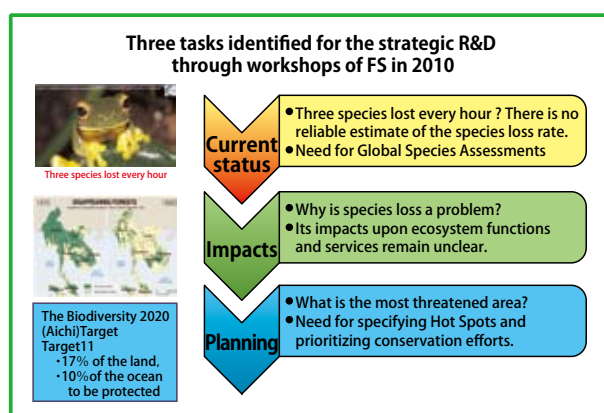 Three tasks identified for the strategic R&D
through workshops of FS in 2010
Three species lost every hour
Current
status
•Three species lost every hour ? There is no
reliable estimate of the species loss rate.
•Need for Global Species Assessments
Impacts
•Why is species loss a problem?
•Its impacts upon ecosystem functions
and services remain unclear.
The Biodiversity 2020
(Aichi)Target
Target11
・17% of the land,
・10%of the ocean
to be protected
Planning
•What is the most threatened area?
•Need for specifying Hot Spots and
prioritizing conservation efforts.